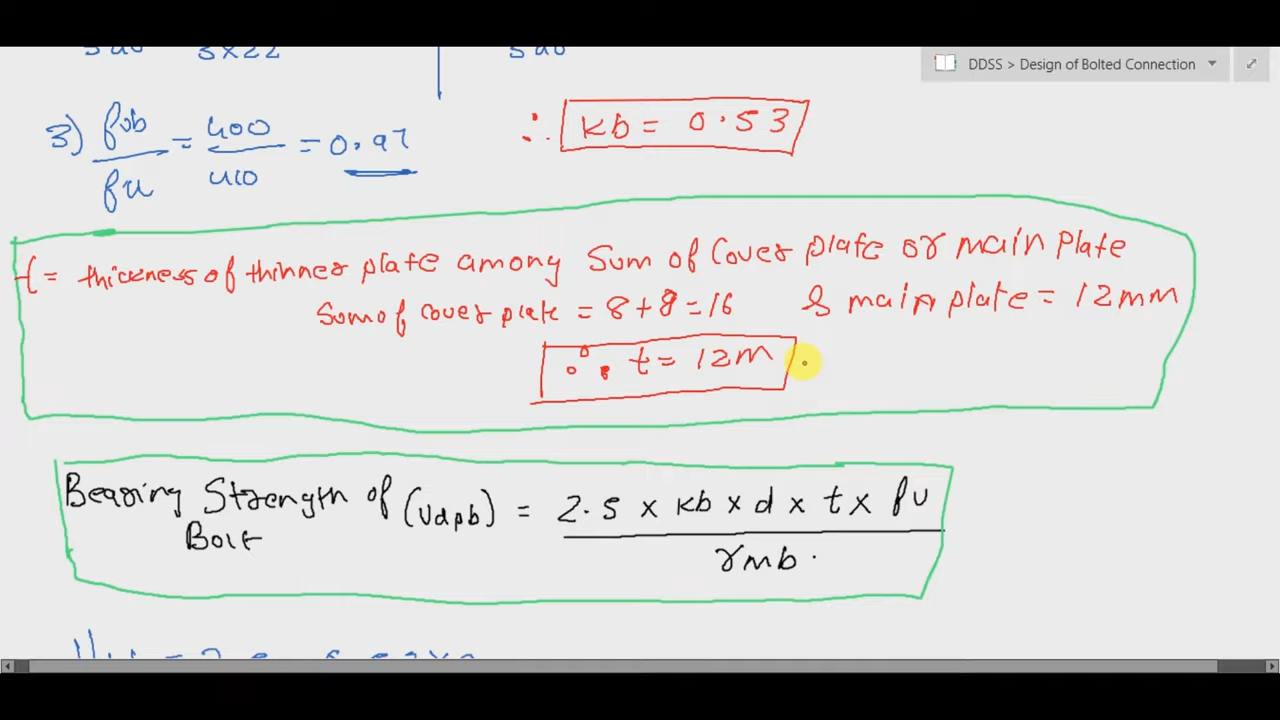 DDSS > Design of Bolted Connection
3) fub / fu = 400 / 410 = 0.97
∴ Kb = 0.53
t = thickness of thinner plate among Sum of Cover plate or main plate
Sum of cover plate = 8 + 8 = 16 & main plate = 12mm
∴ t = 12m
Bearing Strength of Bolt (Vdpb) = 2.5 x Kb x d x t x fu / γmb.